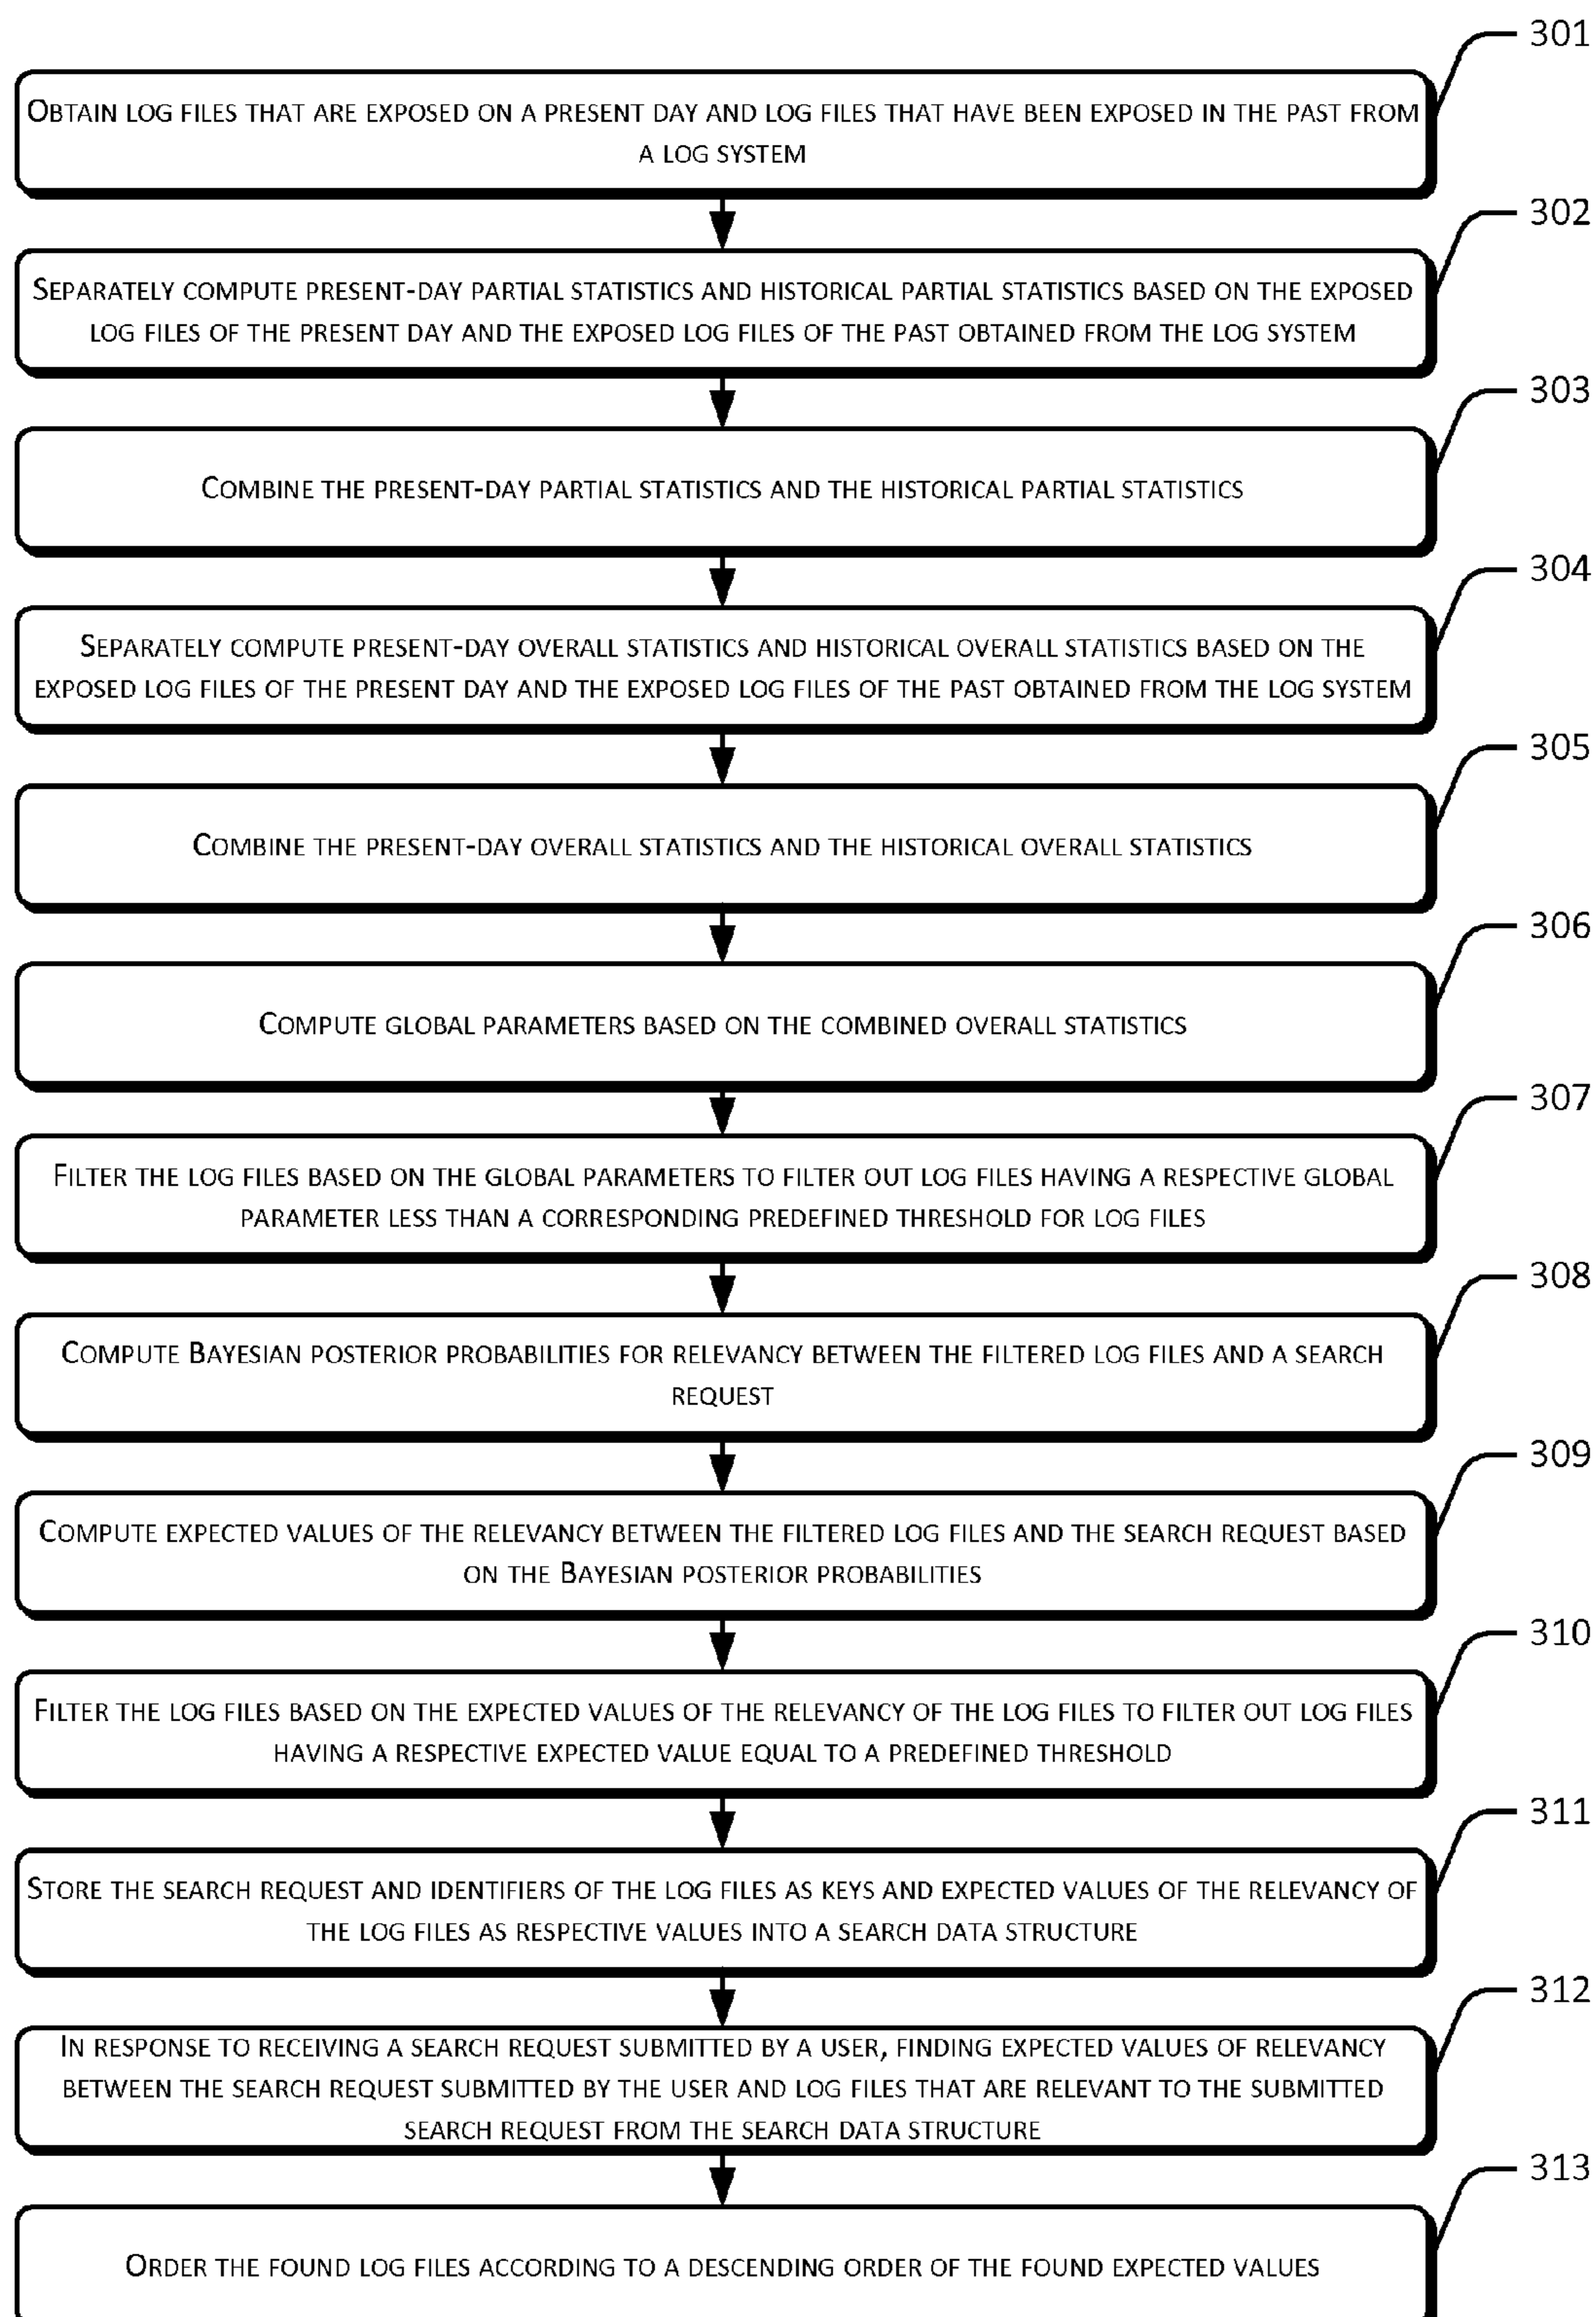 301
OBTAIN LOG FILES THAT ARE EXPOSED ON A PRESENT DAY AND LOG FILES THAT HAVE BEEN EXPOSED IN THE PAST FROM
A LOG SYSTEM
302
SEPARATELY COMPUTE PRESENT-DAY PARTIAL STATISTICS AND HISTORICAL PARTIAL STATISTICS BASED ON THE EXPOSED
LOG FILES OF THE PRESENT DAY AND THE EXPOSED LOG FILES OF THE PAST OBTAINED FROM THE LOG SYSTEM
303
COMBINE THE PRESENT-DAY PARTIAL STATISTICS AND THE HISTORICAL PARTIAL STATISTICS
304
SEPARATELY COMPUTE PRESENT-DAY OVERALL STATISTICS AND HISTORICAL OVERALL STATISTICS BASED ON THE
EXPOSED LOG FILES OF THE PRESENT DAY AND THE EXPOSED LOG FILES OF THE PAST OBTAINED FROM THE LOG SYSTEM
305
COMBINE THE PRESENT-DAY OVERALL STATISTICS AND THE HISTORICAL OVERALL STATISTICS
306
COMPUTE GLOBAL PARAMETERS BASED ON THE COMBINED OVERALL STATISTICS
307
FILTER THE LOG FILES BASED ON THE GLOBAL PARAMETERS TO FILTER OUT LOG FILES HAVING A RESPECTIVE GLOBAL
PARAMETER LESS THAN A CORRESPONDING PREDEFINED THRESHOLD FOR LOG FILES
308
COMPUTE BAYESIAN POSTERIOR PROBABILITIES FOR RELEVANCY BETWEEN THE FILTERED LOG FILES AND A SEARCH
REQUEST
309
COMPUTE EXPECTED VALUES OF THE RELEVANCY BETWEEN THE FILTERED LOG FILES AND THE SEARCH REQUEST BASED
ON THE BAYESIAN POSTERIOR PROBABILITIES
310
FILTER THE LOG FILES BASED ON THE EXPECTED VALUES OF THE RELEVANCY OF THE LOG FILES TO FILTER OUT LOG FILES
HAVING A RESPECTIVE EXPECTED VALUE EQUAL TO A PREDEFINED THRESHOLD
311
STORE THE SEARCH REQUEST AND IDENTIFIERS OF THE LOG FILES AS KEYS AND EXPECTED VALUES OF THE RELEVANCY OF
THE LOG FILES AS RESPECTIVE VALUES INTO A SEARCH DATA STRUCTURE
312
IN RESPONSE TO RECEIVING A SEARCH REQUEST SUBMITTED BY A USER, FINDING EXPECTED VALUES OF RELEVANCY
BETWEEN THE SEARCH REQUEST SUBMITTED BY THE USER AND LOG FILES THAT ARE RELEVANT TO THE SUBMITTED
SEARCH REQUEST FROM THE SEARCH DATA STRUCTURE
313
ORDER THE FOUND LOG FILES ACCORDING TO A DESCENDING ORDER OF THE FOUND EXPECTED VALUES